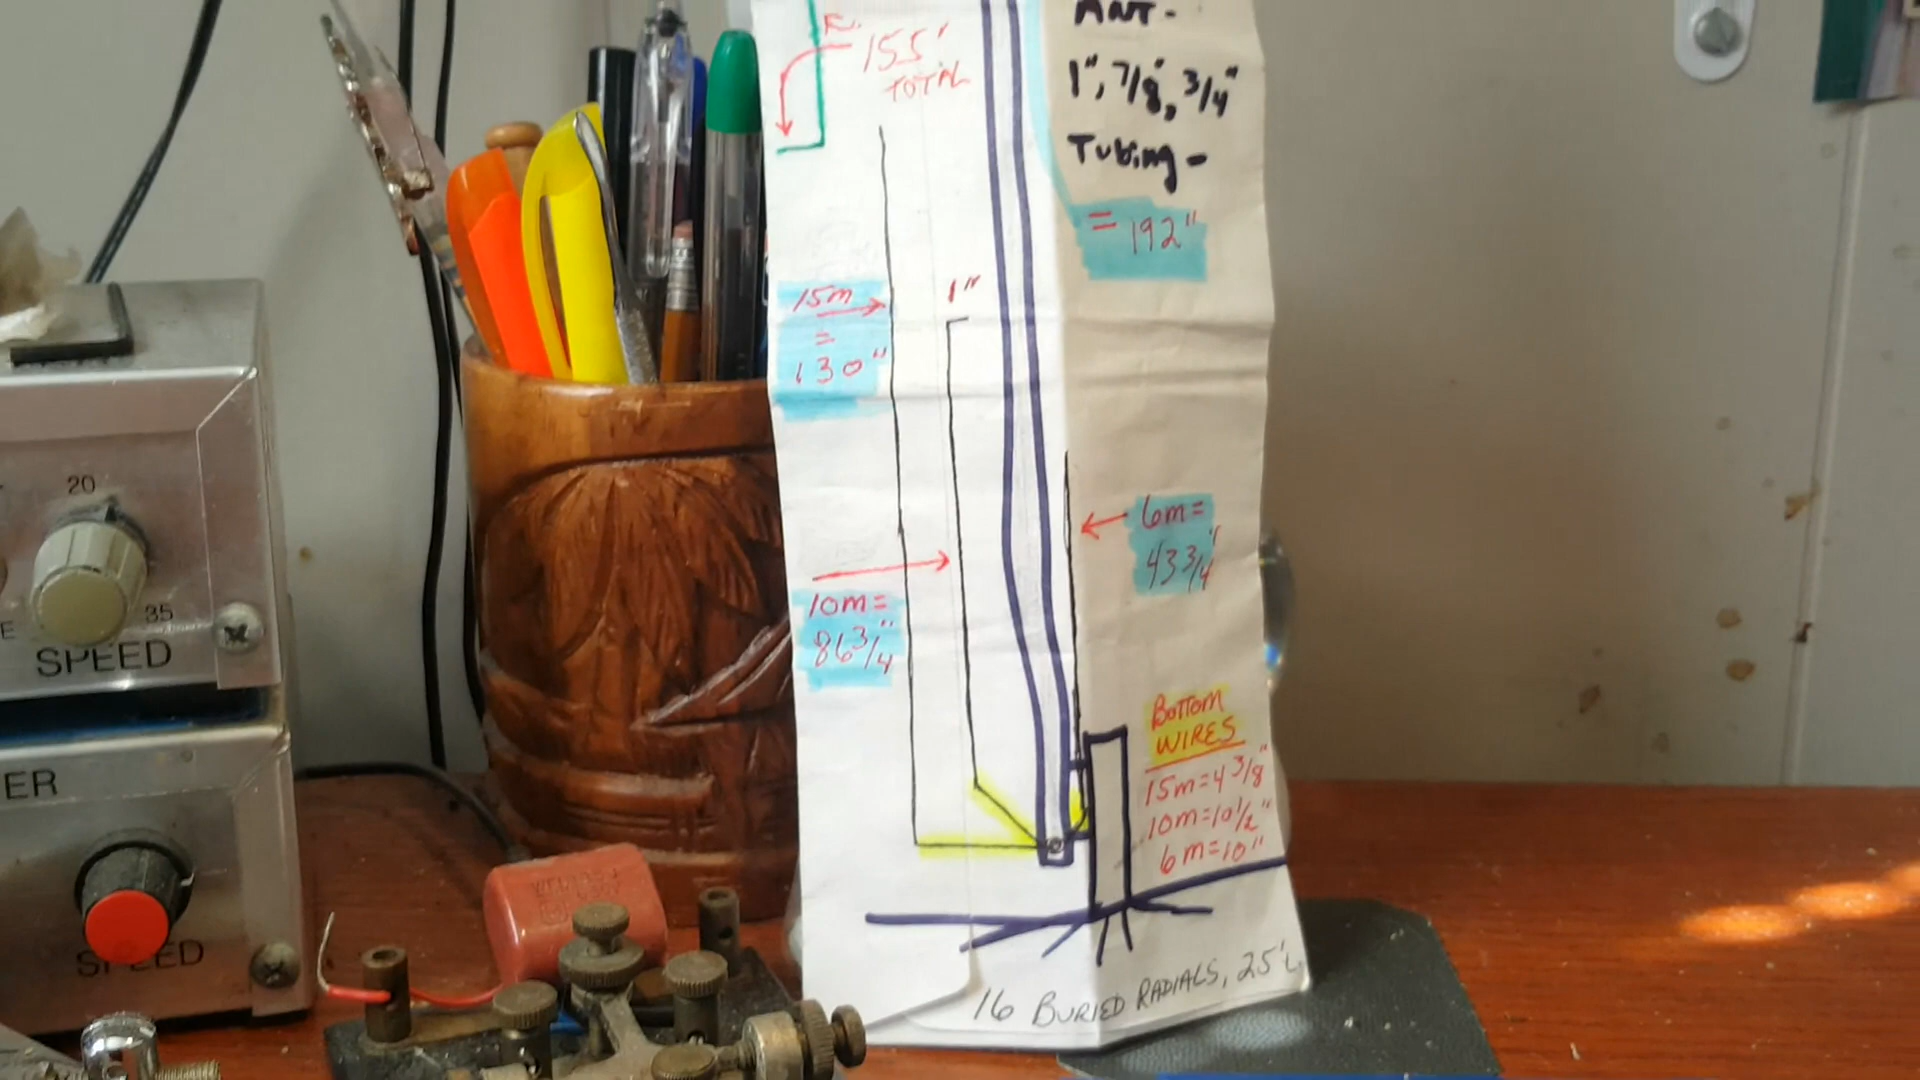 ANT-
1", 7/8", 3/4"
Tubing-
= 192"
155"
TOTAL
15m
=
130"
1"
6m=
43 3/4"
10m=
86 3/4"
BOTTOM
WIRES
15m=4 3/8"
10m=10 1/2"
6m=10"
16 BURIED RADIALS, 25'
20
35
SPEED
ER
SPEED